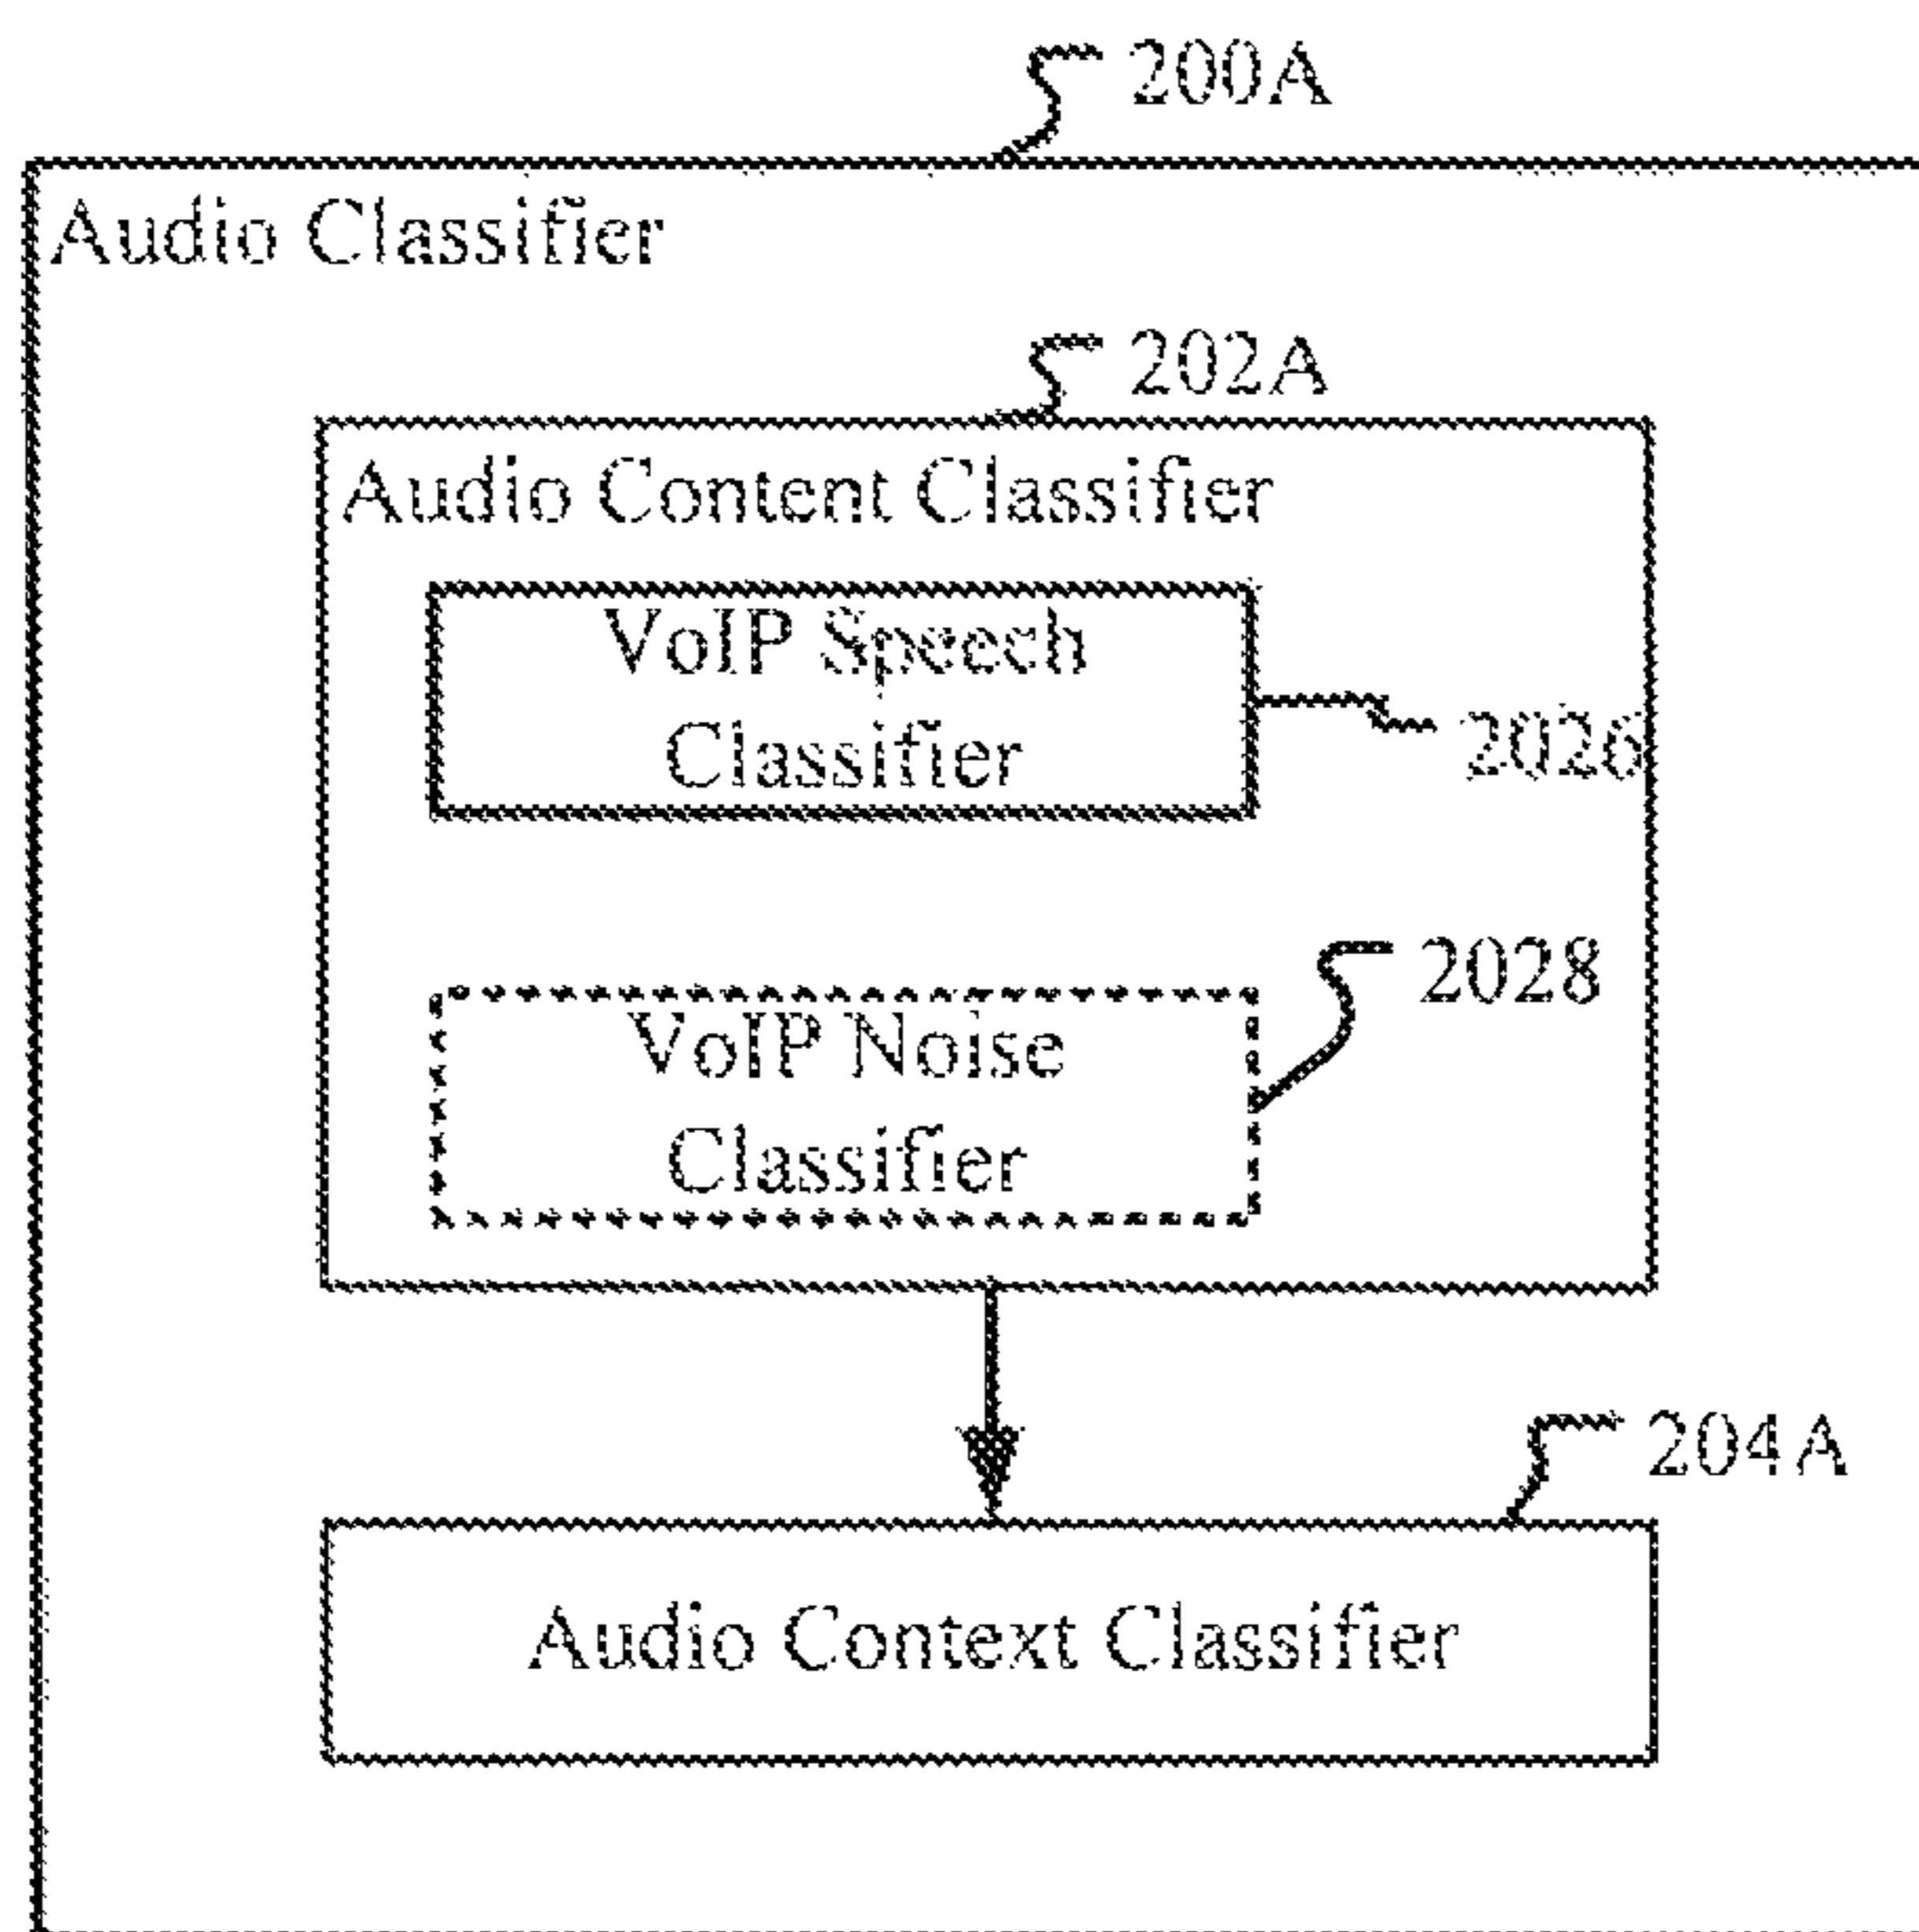 200A
Audio Classifier
202A
Audio Content Classifier
VoIP Speech
Classifier
2026
2028
VoIP Noise
Classifier
204A
Audio Context Classifier